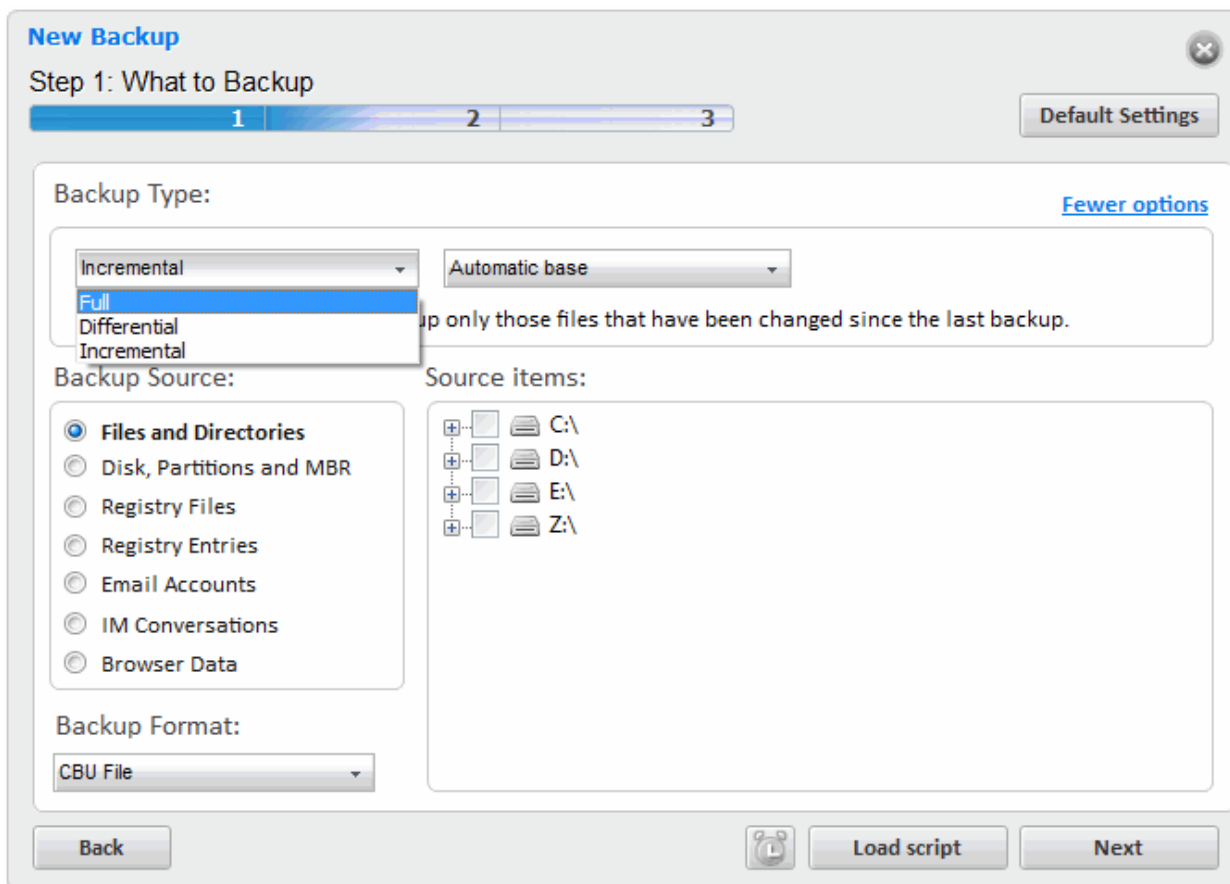 New Backup
Step 1: What to Backup
1 2 3
Default Settings
Backup Type:
Fewer options
Incremental
Automatic base
Full
Differential
Incremental
only those files that have been changed since the last backup.
Backup Source:
Source items:
Files and Directories
Disk, Partitions and MBR
Registry Files
Registry Entries
Email Accounts
IM Conversations
Browser Data
C:\
D:\
E:\
Z:\
Backup Format:
CBU File
Back
Load script
Next